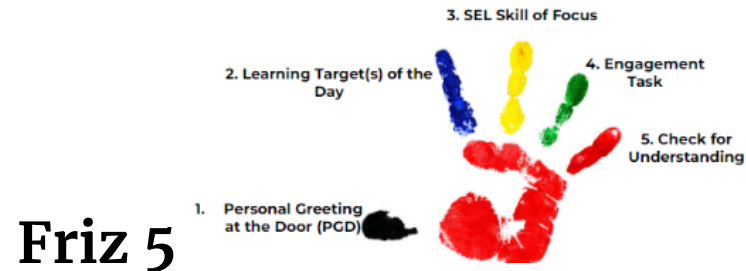 3. SEL Skill of Focus
2. Learning Target(s) of the
Day
4. Engagement
Task
5. Check for
Understanding
1. Personal Greeting
at the Door (PGD)
Friz 5